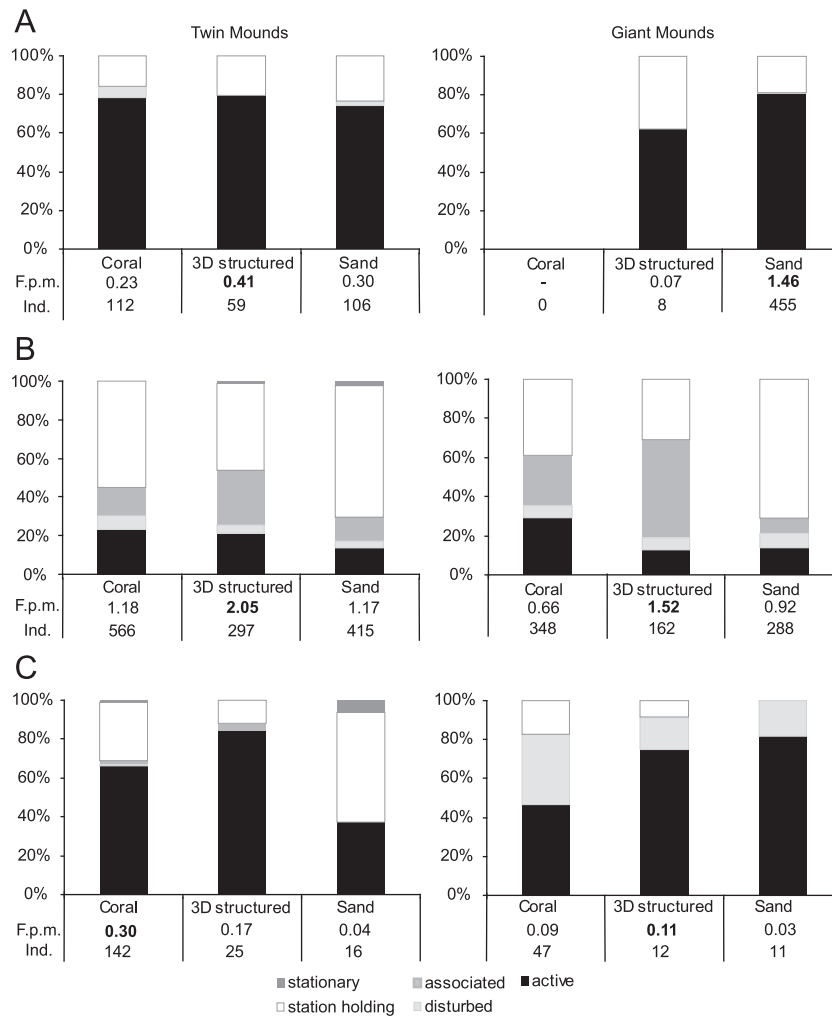 A
Twin Mounds Giant Mounds
100% 100%
80% 80%
60% 60%
40% 40%
20% 20%
0% 0%
Coral 3D structured Sand Coral 3D structured Sand
F.p.m. 0.23 0.41 0.30 - 0.07 1.46
Ind. 112 59 106 0 8 455
B
100% 100%
80% 80%
60% 60%
40% 40%
20% 20%
0% 0%
Coral 3D structured Sand Coral 3D structured Sand
F.p.m. 1.18 2.05 1.17 0.66 1.52 0.92
Ind. 566 297 415 348 162 288
C
100% 100%
80% 80%
60% 60%
40% 40%
20% 20%
0% 0%
Coral 3D structured Sand Coral 3D structured Sand
F.p.m. 0.30 0.17 0.04 0.09 0.11 0.03
Ind. 142 25 16 47 12 11
stationary associated active
station holding disturbed